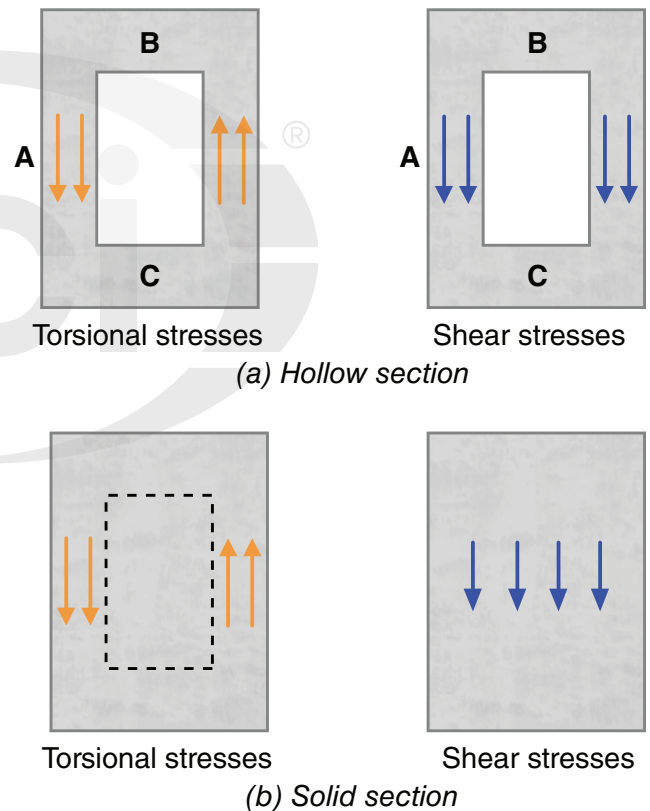 B B
A A
C C
Torsional stresses Shear stresses
(a) Hollow section
Torsional stresses Shear stresses
(b) Solid section
®